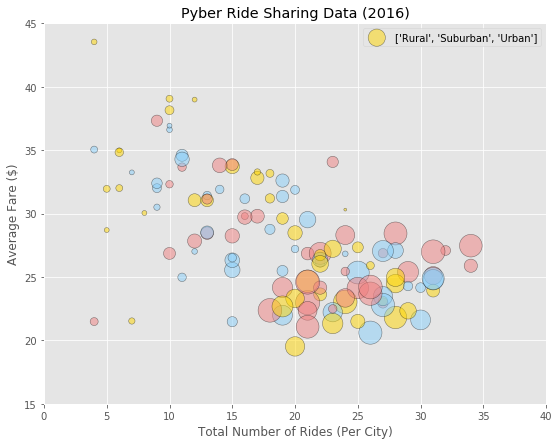 Pyber Ride Sharing Data (2016)
['Rural', 'Suburban', 'Urban']
Average Fare ($)
45
40
35
30
25
20
15
0 5 10 15 20 25 30 35 40
Total Number of Rides (Per City)